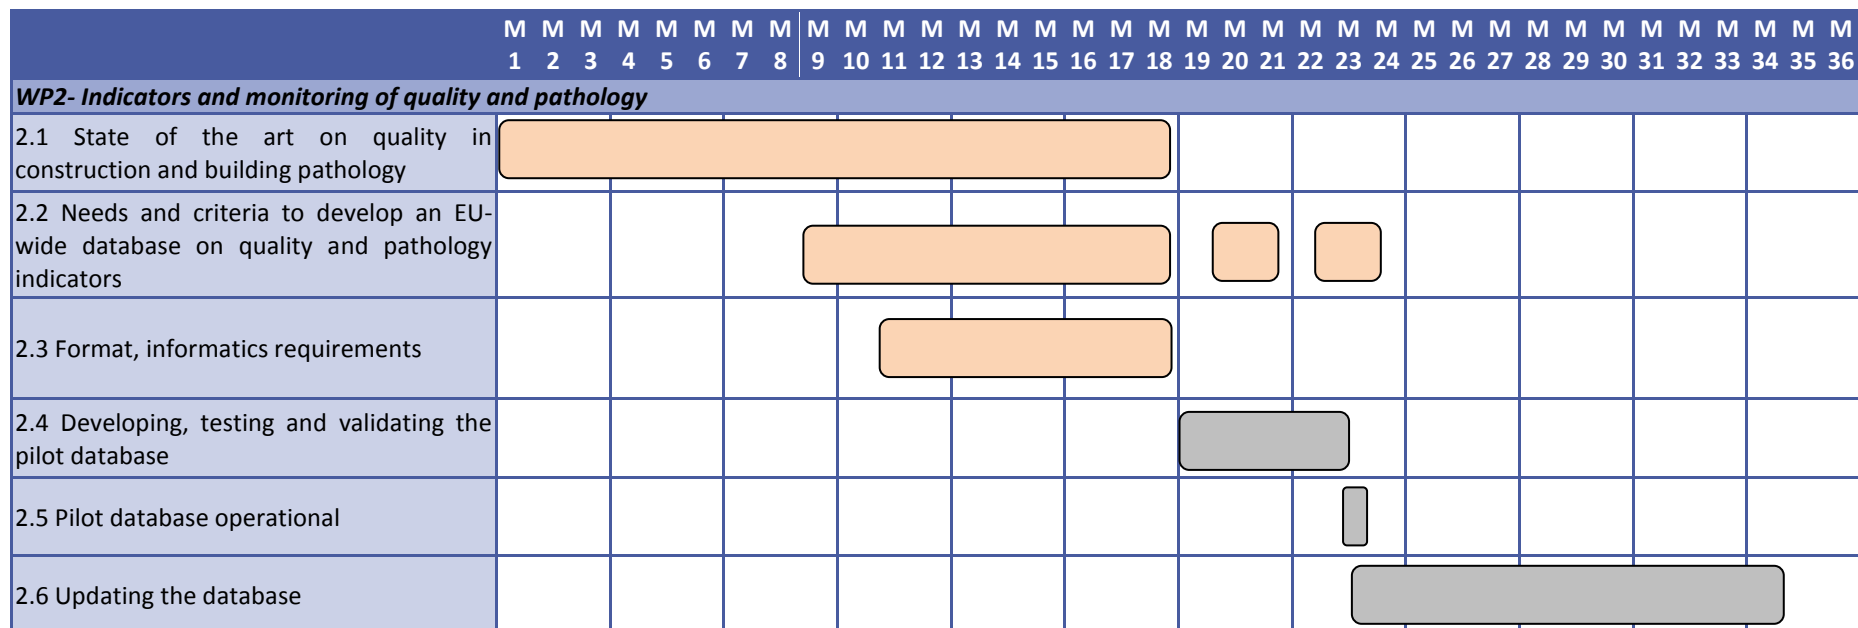 M M M M M M M M M M M M M M M M M M M M M M M M M M M M M M M M M M M M
1 2 3 4 5 6 7 8 9 10 11 12 13 14 15 16 17 18 19 20 21 22 23 24 25 26 27 28 29 30 31 32 33 34 35 36
WP2- Indicators and monitoring of quality and pathology
2.1 State of the art on quality in
construction and building pathology
2.2 Needs and criteria to develop an EU-
wide database on quality and pathology
indicators
2.3 Format, informatics requirements
2.4 Developing, testing and validating the
pilot database
2.5 Pilot database operational
2.6 Updating the database